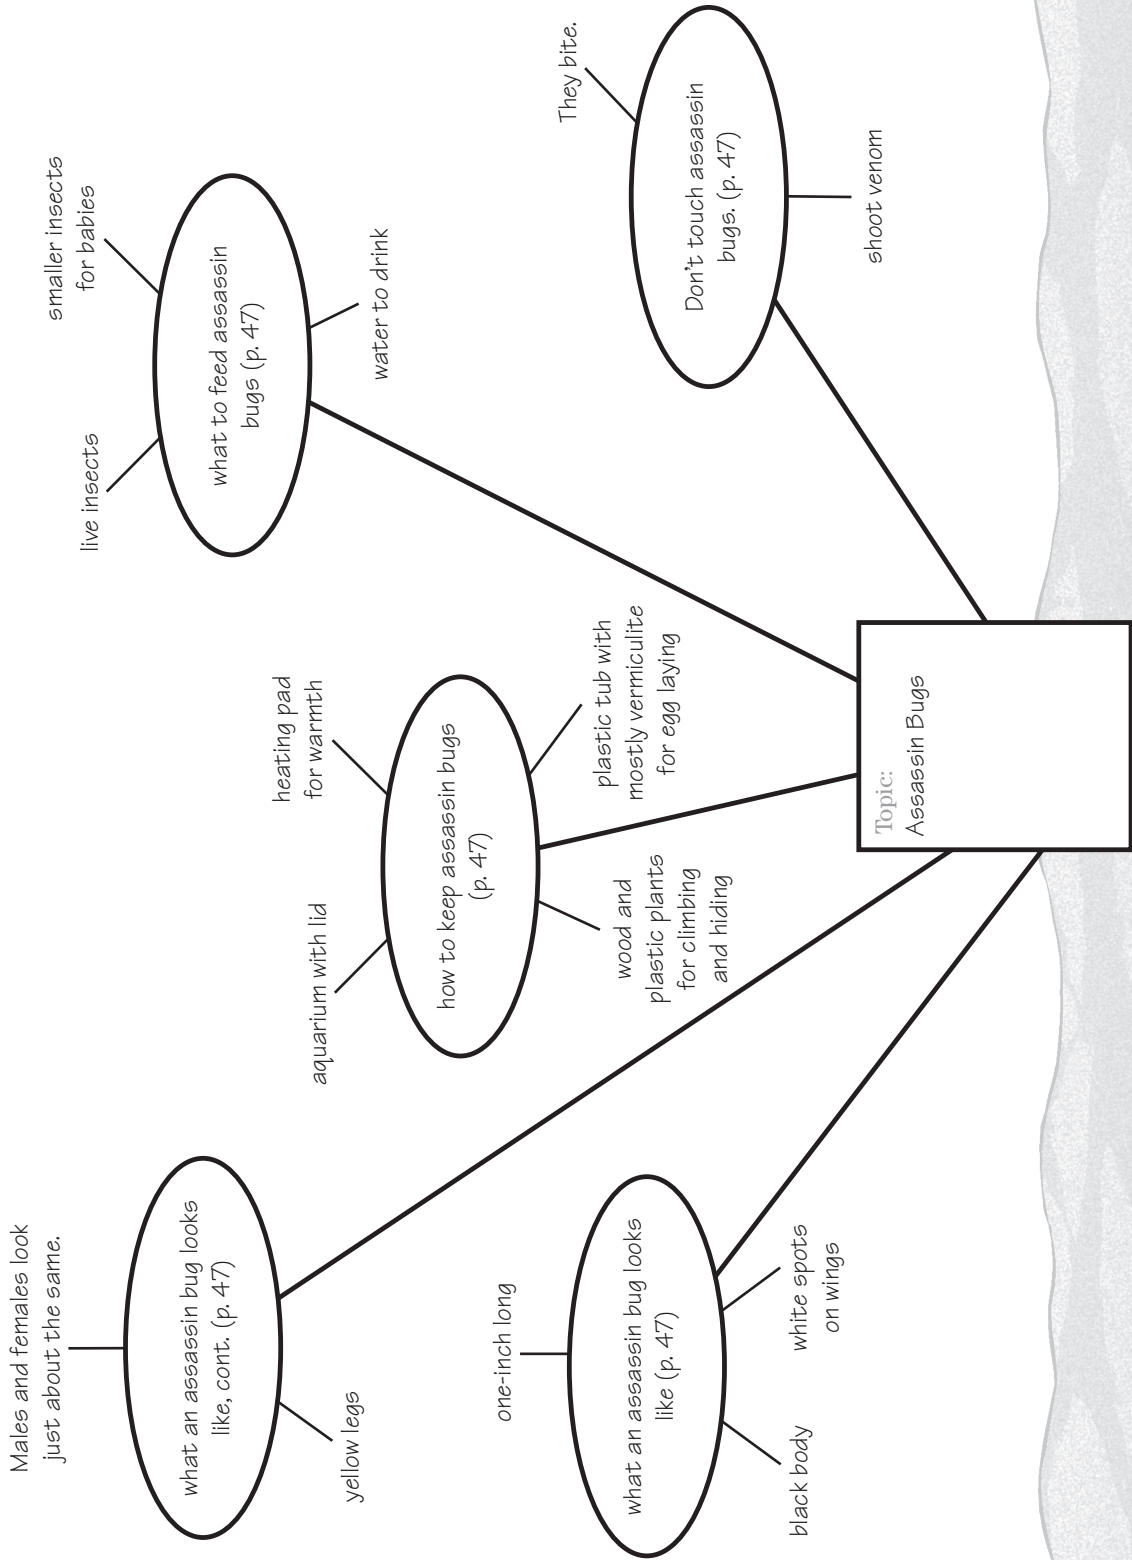 Males and females look
just about the same.
what an assassin bug looks
like, cont. (p. 47)
yellow legs
one-inch long
what an assassin bug looks
like (p. 47)
black body
white spots
on wings
aquarium with lid
heating pad
for warmth
how to keep assassin bugs
(p. 47)
wood and
plastic plants
for climbing
and hiding
plastic tub with
mostly vermiculite
for egg laying
live insects
smaller insects
for babies
what to feed assassin
bugs (p. 47)
water to drink
They bite.
Don't touch assassin
bugs. (p. 47)
shoot venom
Topic:
Assassin Bugs